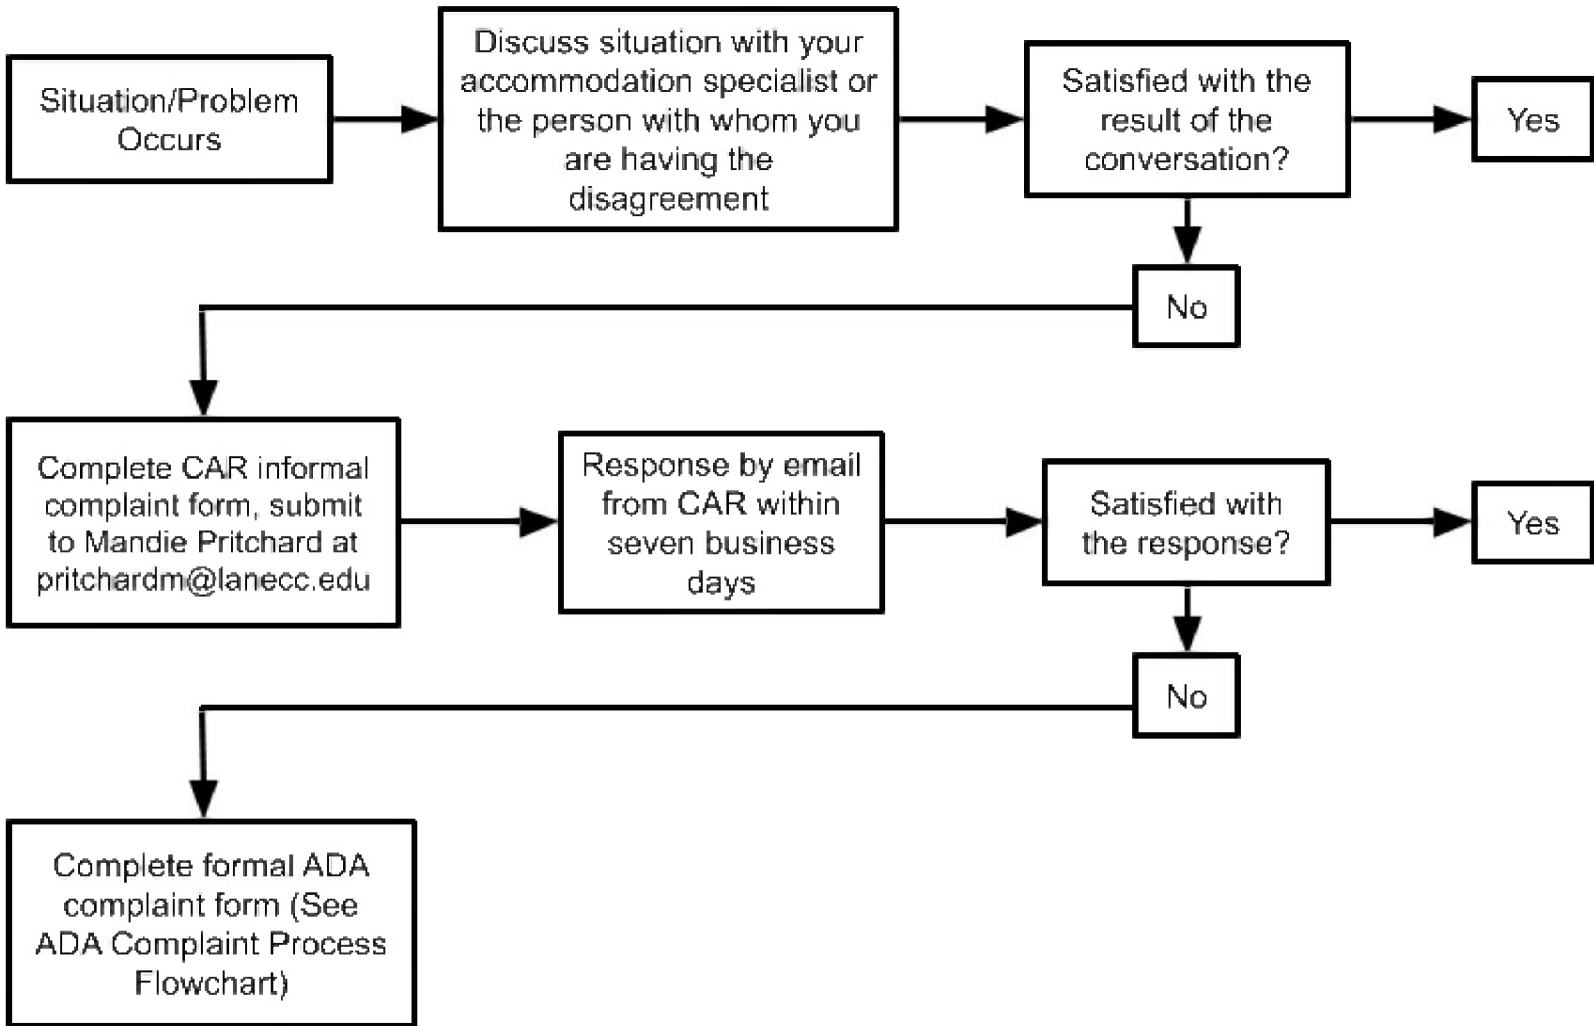 Situation/Problem
Occurs
Discuss situation with your
accommodation specialist or
the person with whom you
are having the
disagreement
Satisfied with the
result of the
conversation?
Yes
No
Complete CAR informal
complaint form, submit
to Mandie Pritchard at
pritchardm@lanecc.edu
Response by email
from CAR within
seven business
days
Satisfied with
the response?
Yes
No
Complete formal ADA
complaint form (See
ADA Complaint Process
Flowchart)